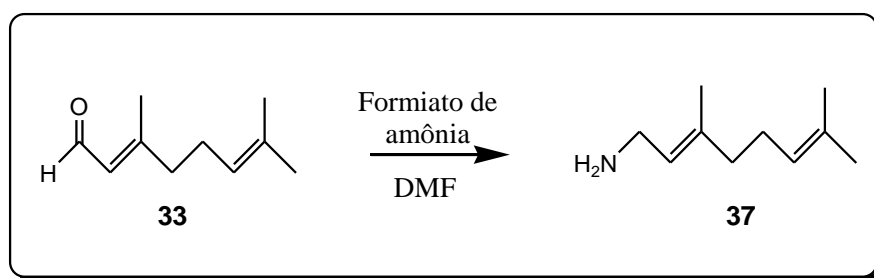 O
H
Formiato de
amônia
DMF
H₂N
33
37